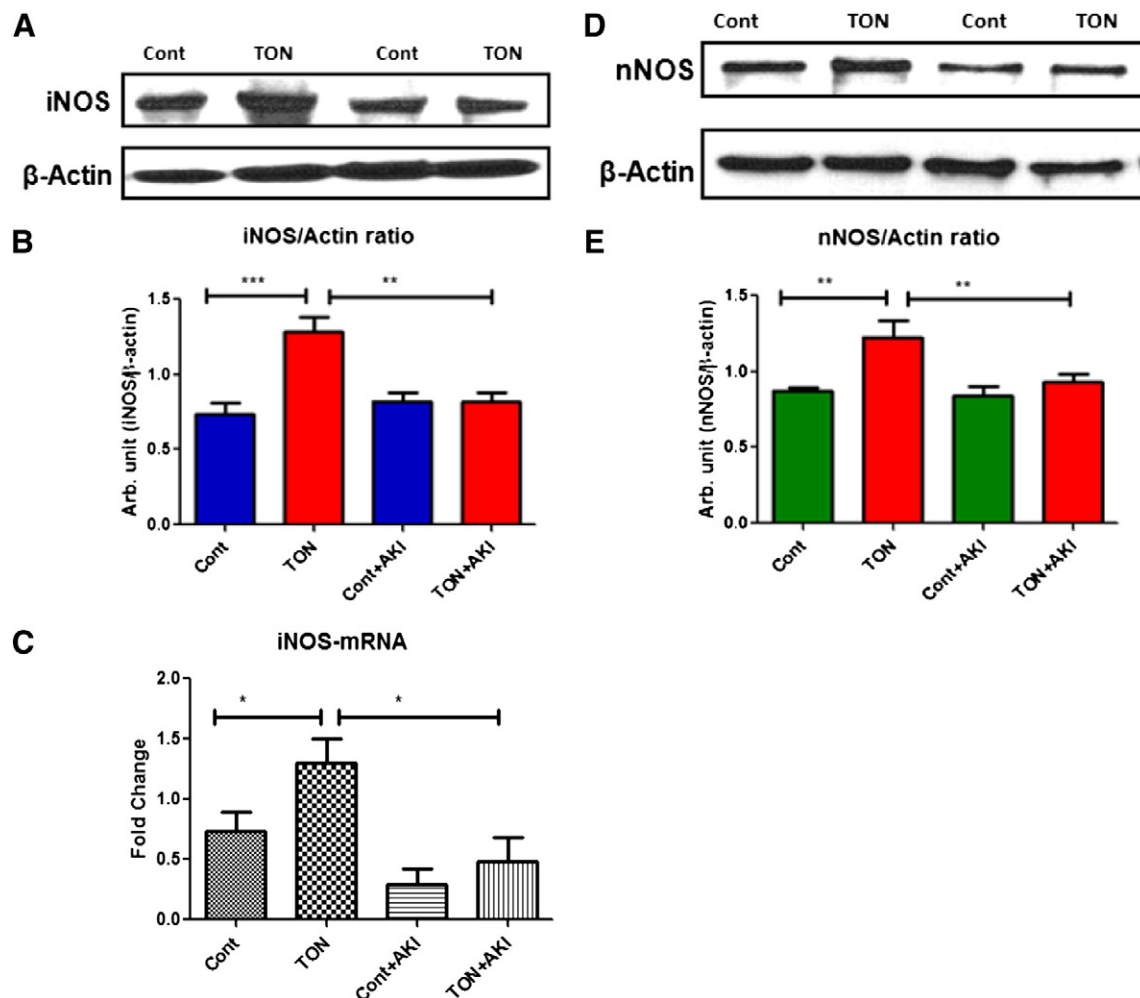 A
Cont TON Cont TON
iNOS
β-Actin
B
iNOS/Actin ratio
*** **
Arb. unit (iNOS/β-actin)
1.5
1.0
0.5
0.0
Cont TON Cont+AKI TON+AKI
C
iNOS-mRNA
* *
Fold Change
2.0
1.5
1.0
0.5
0.0
Cont TON Cont+AKI TON+AKI
D
Cont TON Cont TON
nNOS
β-Actin
E
nNOS/Actin ratio
** **
Arb. unit (nNOS/β-actin)
1.5
1.0
0.5
0.0
Cont TON Cont+AKI TON+AKI